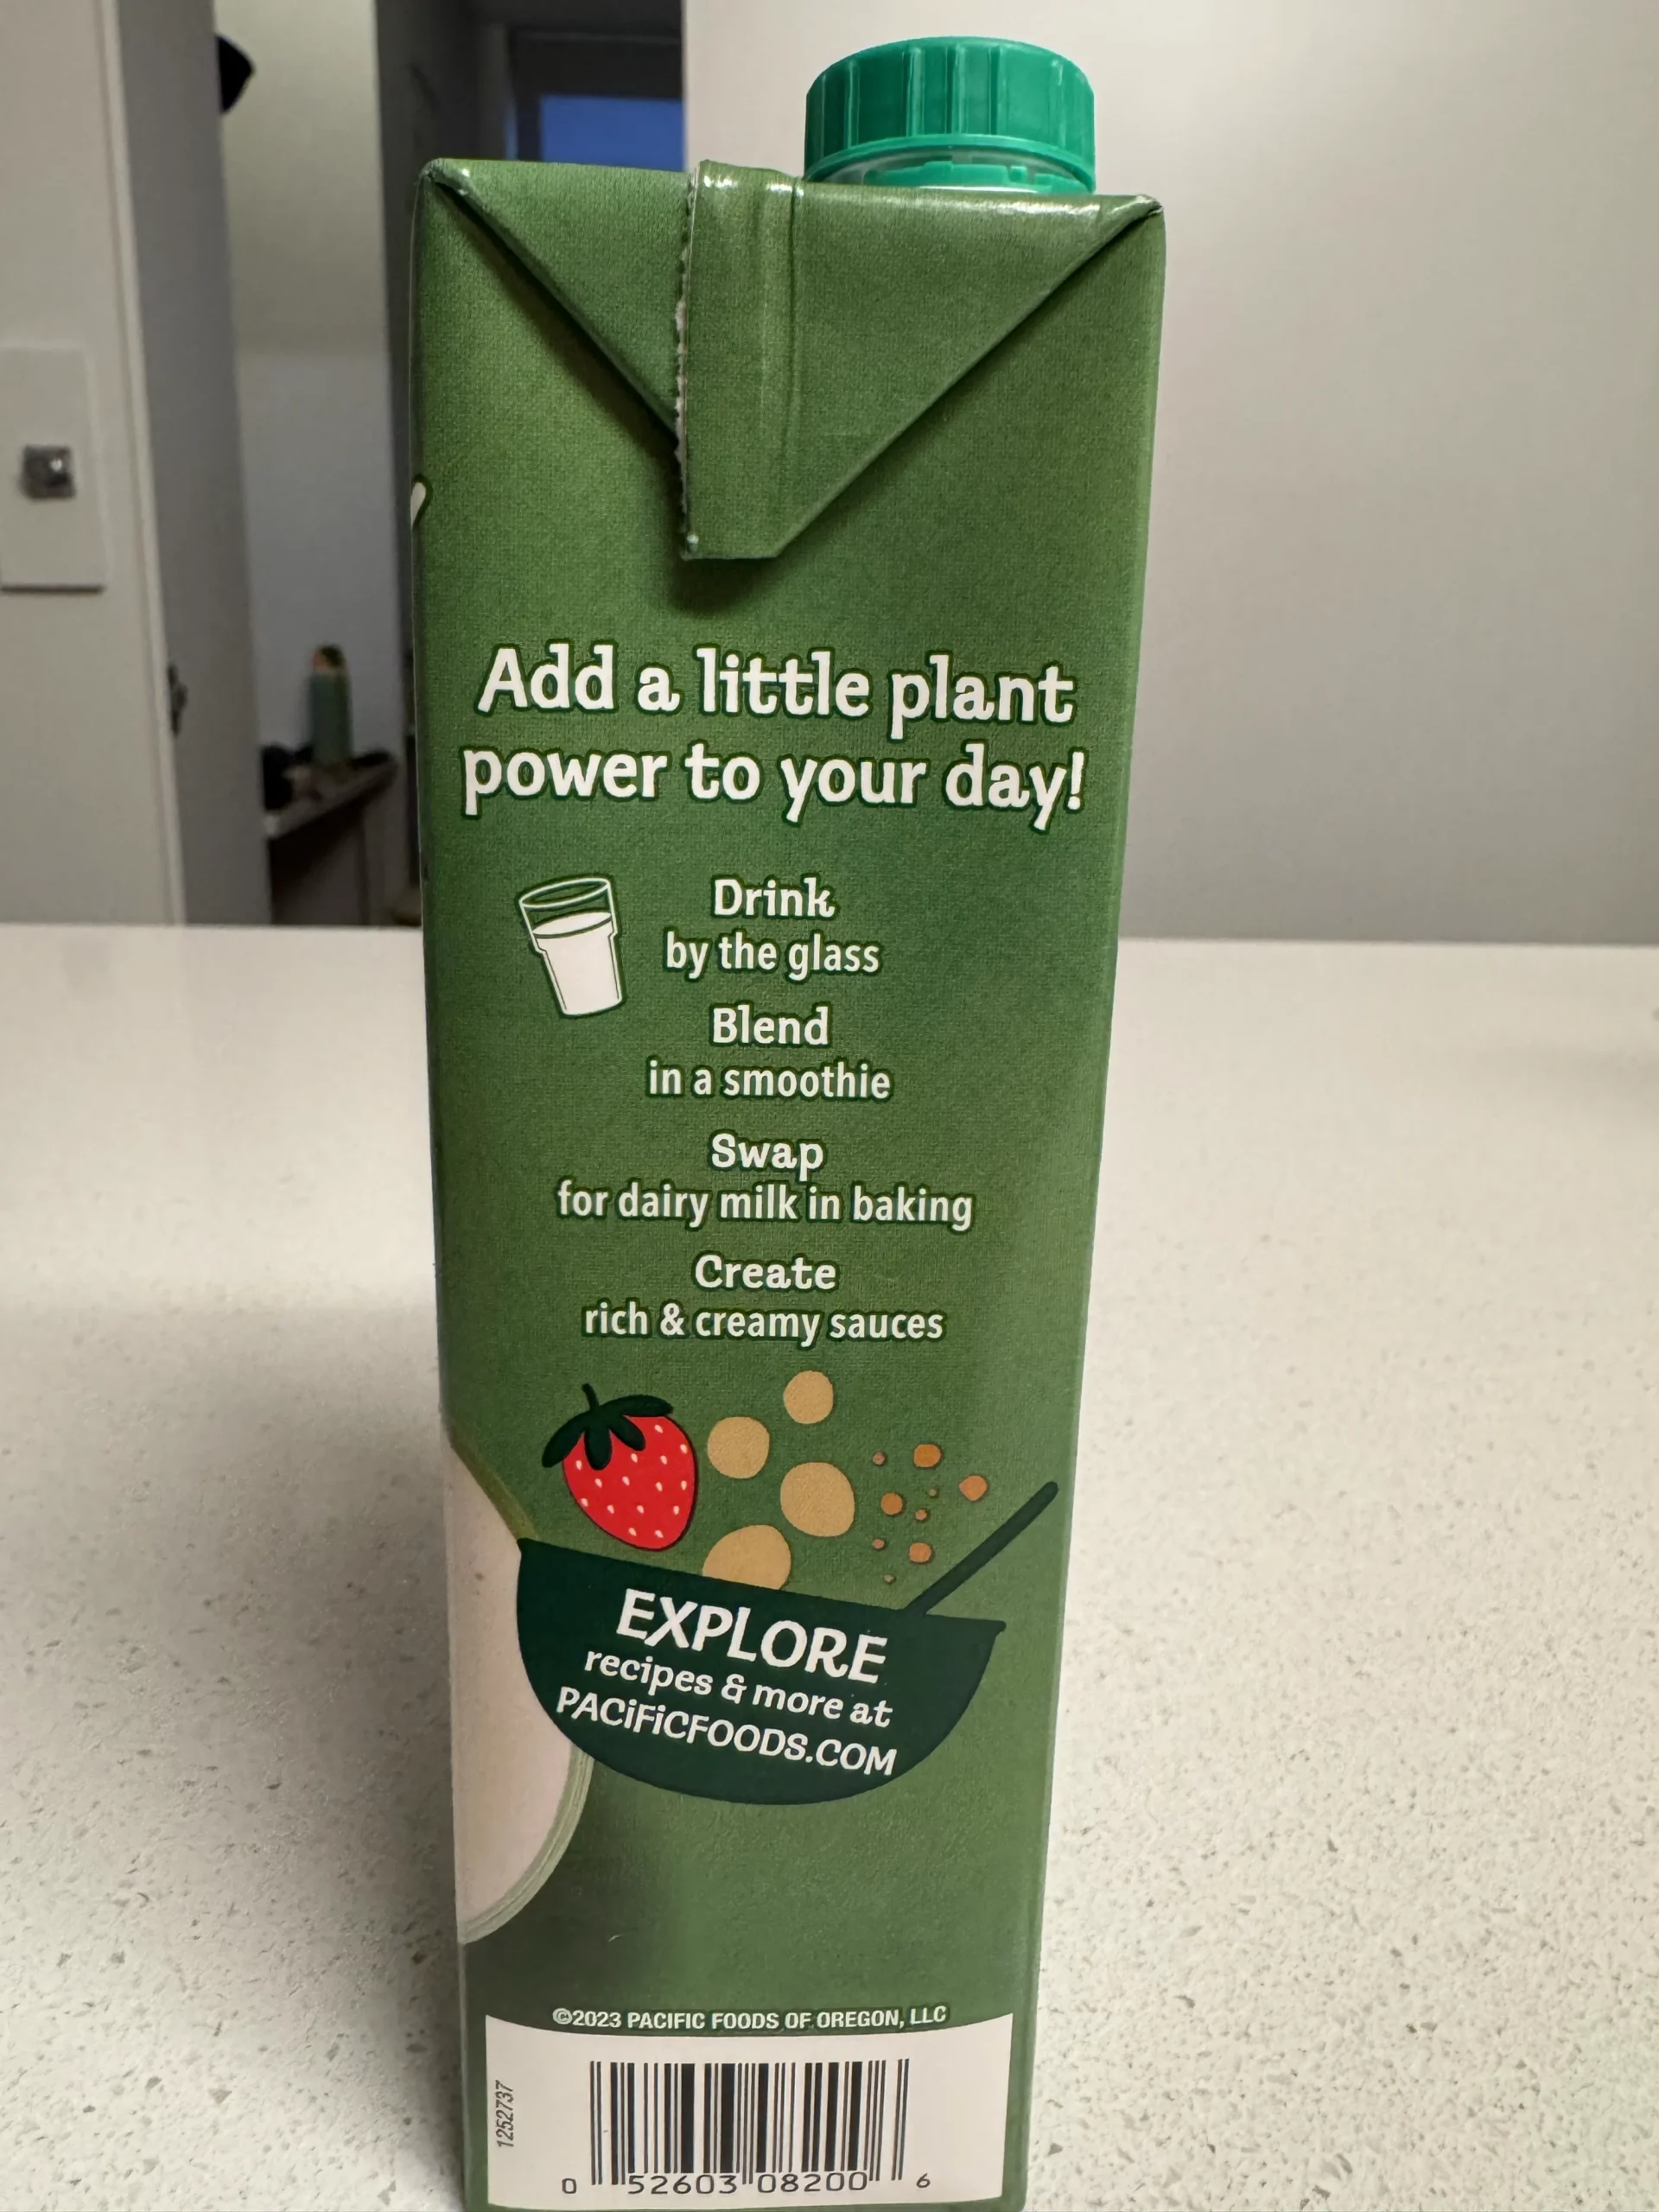 Add a little plant
power to your day!
Drink
by the glass
Blend
in a smoothie
Swap
for dairy milk in baking
Create
rich & creamy sauces
EXPLORE
recipes & more at
PACiFiCFOODS.COM
©2023 PACIFIC FOODS OF OREGON, LLC
1252737
0 52603 08200 6